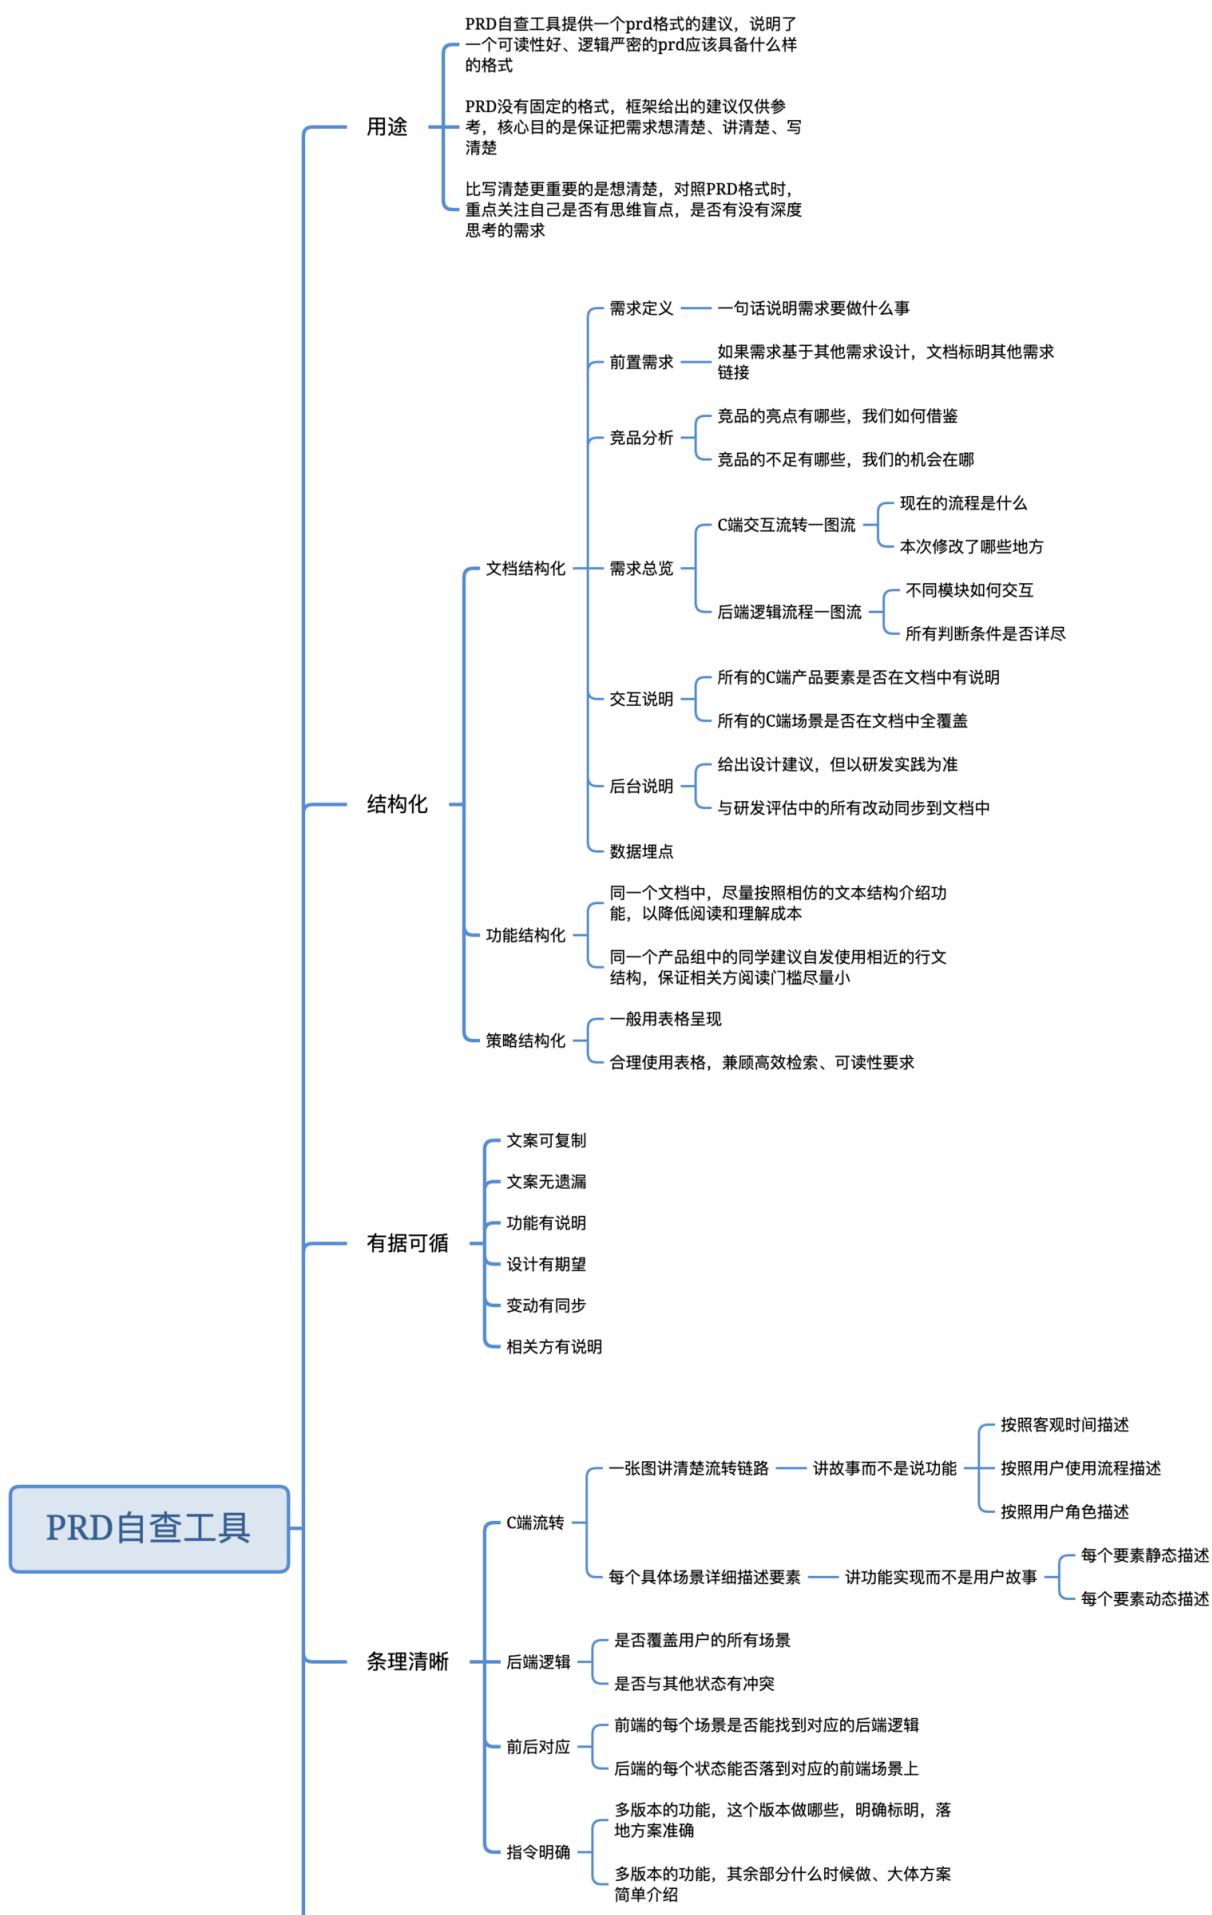 PRD自查工具
用途
PRD自查工具提供一个prd格式的建议，说明了
一个可读性好、逻辑严密的prd应该具备什么样
的格式
PRD没有固定的格式，框架给出的建议仅供参
考，核心目的是保证把需求想清楚、讲清楚、写
清楚
比写清楚更重要的是想清楚，对照PRD格式时，
重点关注自己是否有思维盲点，是否有没有深度
思考的需求
结构化
文档结构化
需求定义
一句话说明需求要做什么事
前置需求
如果需求基于其他需求设计，文档标明其他需求
链接
竞品分析
竞品的亮点有哪些，我们如何借鉴
竞品的不足有哪些，我们的机会在哪
需求总览
C端交互流转一图流
现在的流程是什么
本次修改了哪些地方
后端逻辑流程一图流
不同模块如何交互
所有判断条件是否详尽
交互说明
所有的C端产品要素是否在文档中有说明
所有的C端场景是否在文档中全覆盖
后台说明
给出设计建议，但以研发实践为准
与研发评估中的所有改动同步到文档中
数据埋点
功能结构化
同一个文档中，尽量按照相仿的文本结构介绍功
能，以降低阅读和理解成本
同一个产品组中的同学建议自发使用相近的行文
结构，保证相关方阅读门槛尽量小
策略结构化
一般用表格呈现
合理使用表格，兼顾高效检索、可读性要求
有据可循
文案可复制
文案无遗漏
功能有说明
设计有期望
变动有同步
相关方有说明
条理清晰
C端流转
一张图讲清楚流转链路
讲故事而不是说功能
按照客观时间描述
按照用户使用流程描述
按照用户角色描述
每个具体场景详细描述要素
讲功能实现而不是用户故事
每个要素静态描述
每个要素动态描述
后端逻辑
是否覆盖用户的所有场景
是否与其他状态有冲突
前后对应
前端的每个场景是否能找到对应的后端逻辑
后端的每个状态能否落到对应的前端场景上
指令明确
多版本的功能，这个版本做哪些，明确标明，落
地方案准确
多版本的功能，其余部分什么时候做、大体方案
简单介绍